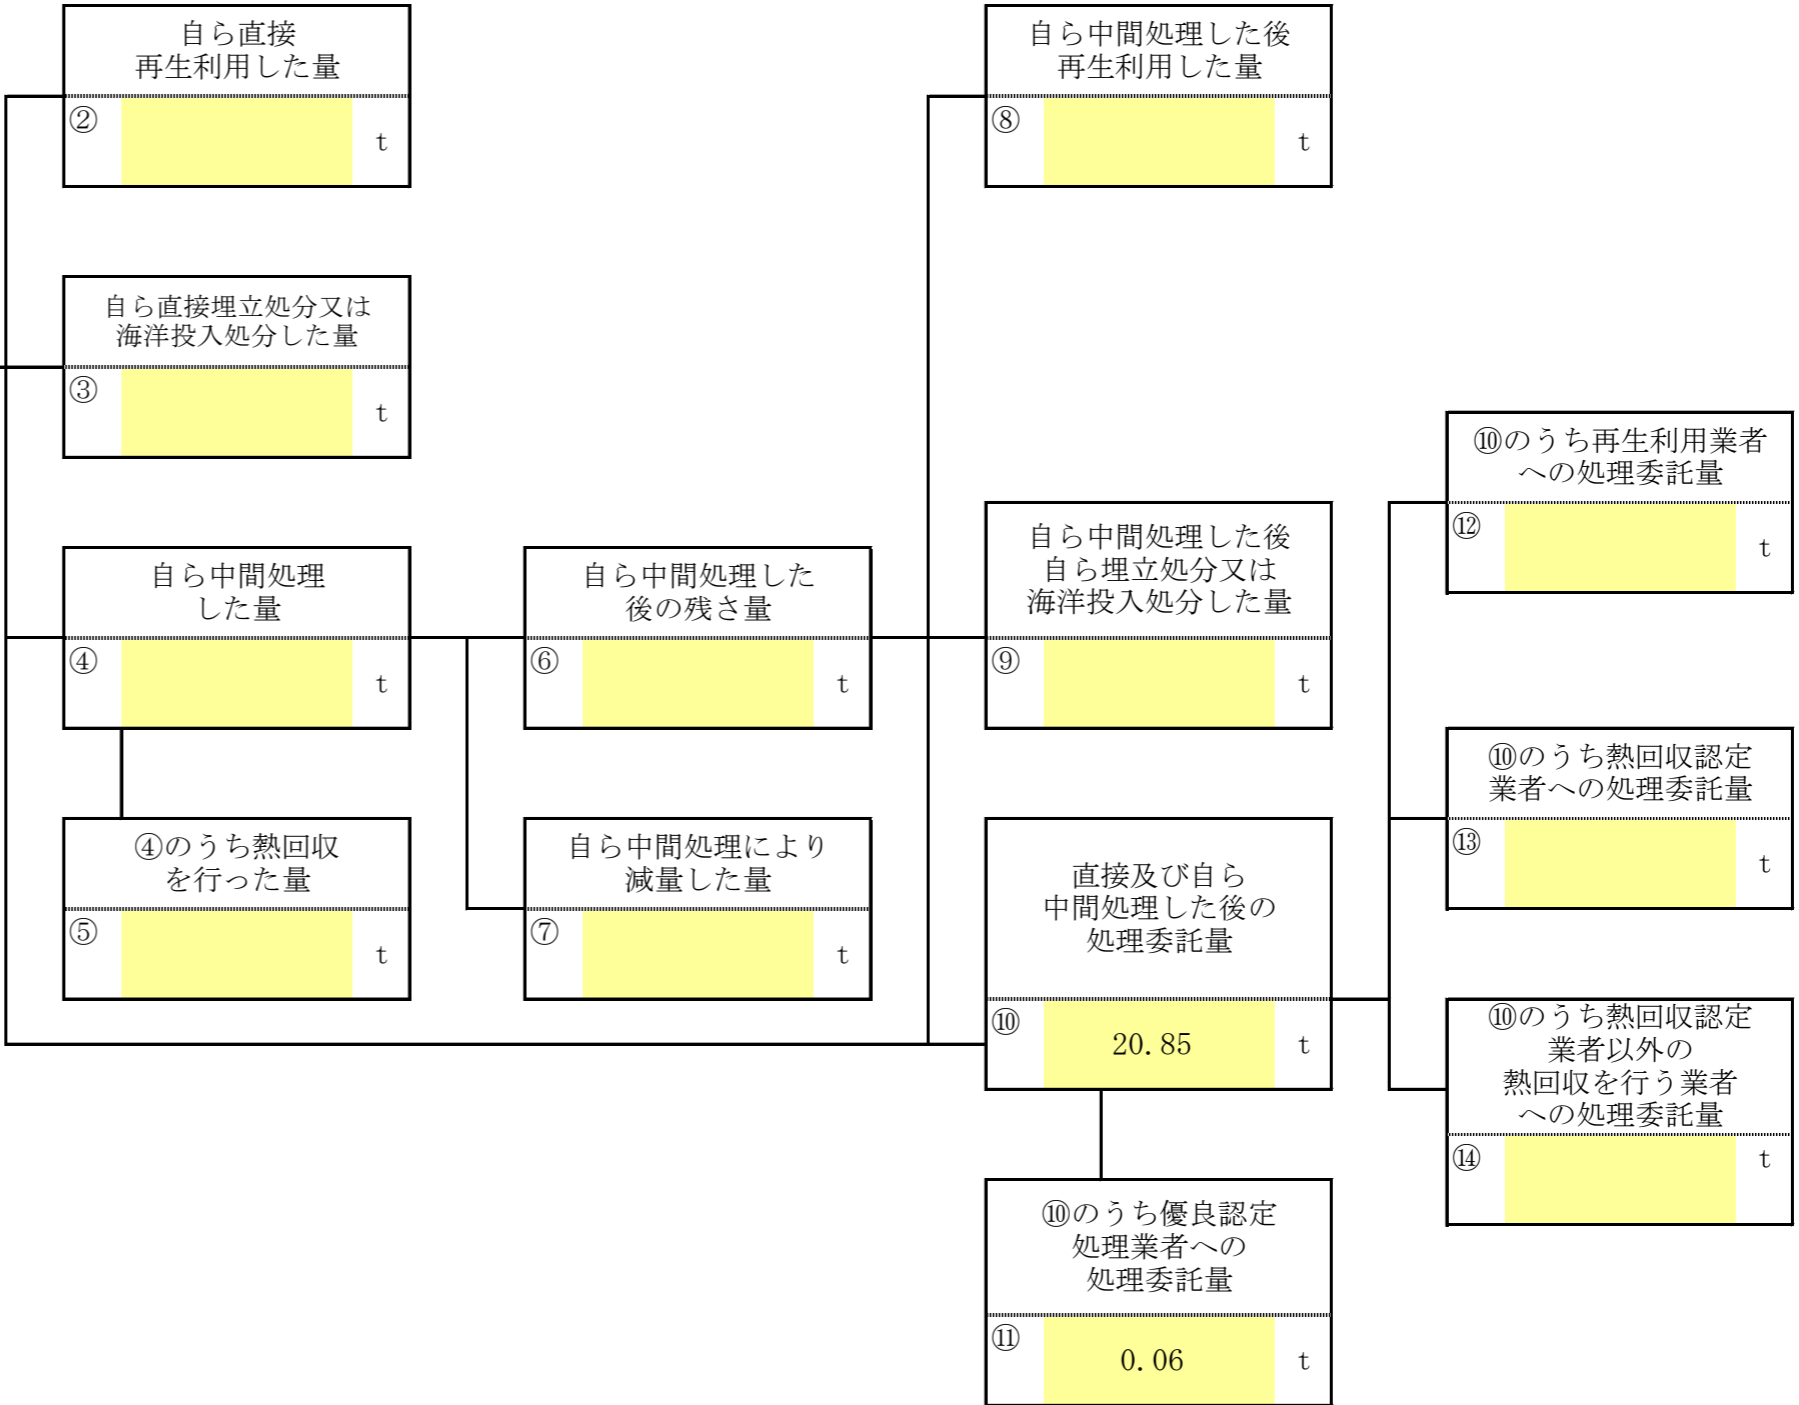 自ら直接
再生利用した量
② t
自ら中間処理した後
再生利用した量
⑧ t
自ら直接埋立処分又は
海洋投入処分した量
③ t
⑩のうち再生利用業者
への処理委託量
⑫ t
自ら中間処理
した量
④ t
自ら中間処理した
後の残さ量
⑥ t
自ら中間処理した後
自ら埋立処分又は
海洋投入処分した量
⑨ t
⑩のうち熱回収認定
業者への処理委託量
⑬ t
④のうち熱回収
を行った量
⑤ t
自ら中間処理により
減量した量
⑦ t
直接及び自ら
中間処理した後の
処理委託量
⑩ 20.85 t
⑩のうち熱回収認定
業者以外の
熱回収を行う業者
への処理委託量
⑭ t
⑩のうち優良認定
処理業者への
処理委託量
⑪ 0.06 t